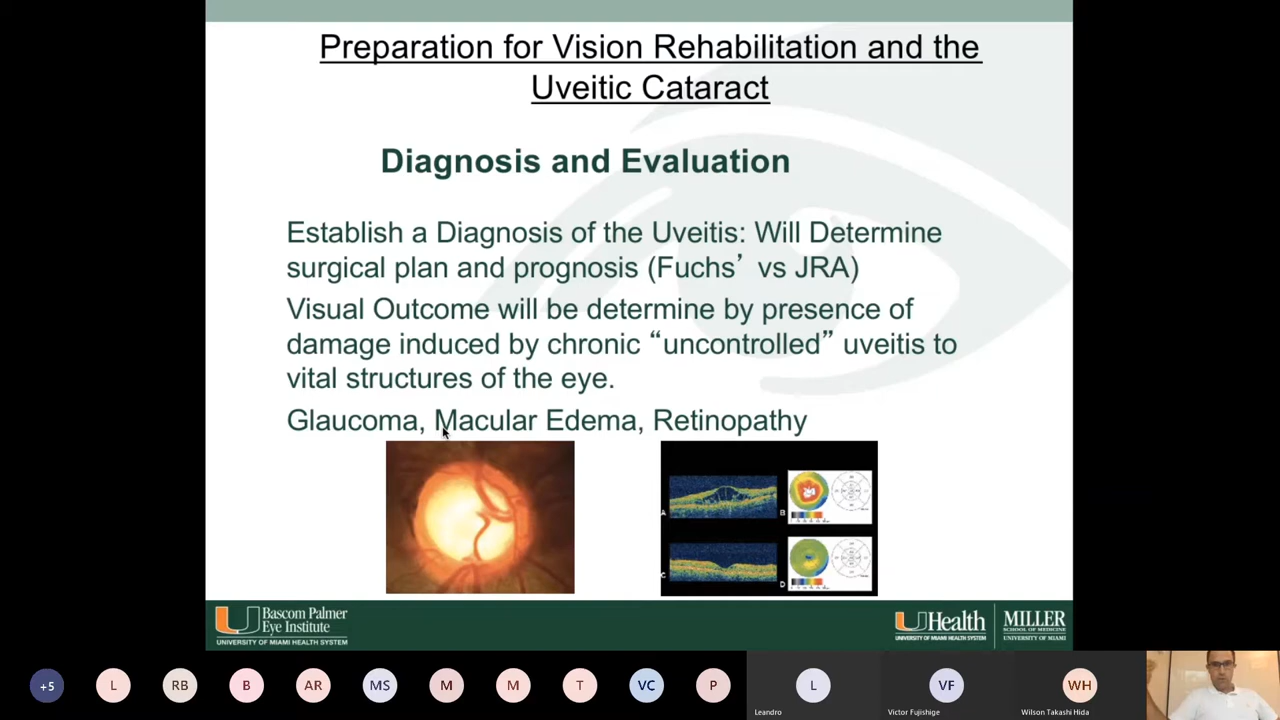 Preparation for Vision Rehabilitation and the
Uveitic Cataract
Diagnosis and Evaluation
Establish a Diagnosis of the Uveitis: Will Determine
surgical plan and prognosis (Fuchs’ vs JRA)
Visual Outcome will be determine by presence of
damage induced by chronic “uncontrolled” uveitis to
vital structures of the eye.
Glaucoma, Macular Edema, Retinopathy
A
B
C
D
Bascom Palmer
Eye Institute
UNIVERSITY OF MIAMI HEALTH SYSTEM
UHealth
UNIVERSITY OF MIAMI HEALTH SYSTEM
MILLER
SCHOOL OF MEDICINE
UNIVERSITY OF MIAMI
+5
L
RB
B
AR
MS
M
M
T
VC
P
L
Leandro
VF
Victor Fujishige
WH
Wilson Takashi Hida